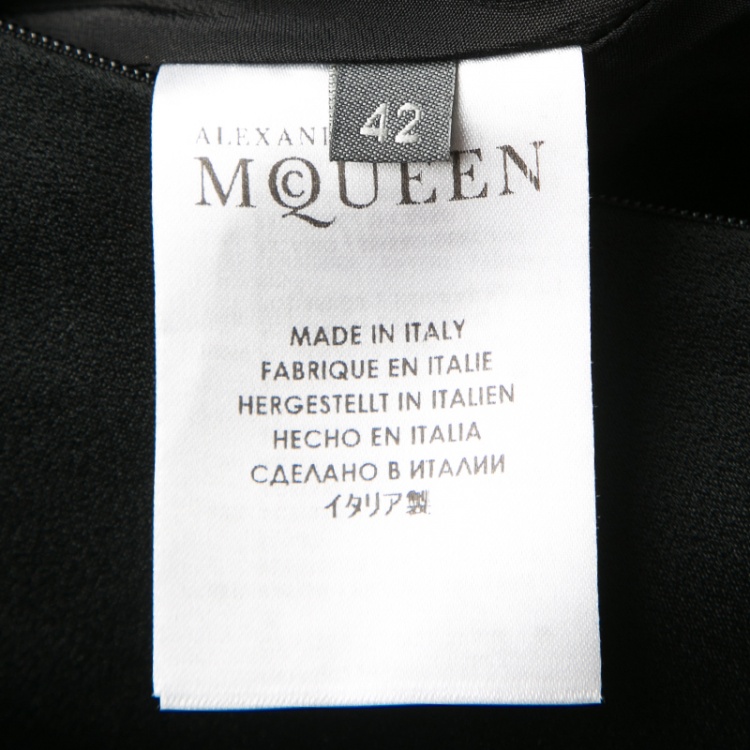 42
ALEXAN
McQUEEN
MADE IN ITALY
FABRIQUE EN ITALIE
HERGESTELLT IN ITALIEN
HECHO EN ITALIA
СДЕЛАНО В ИТАЛИИ
イタリア製